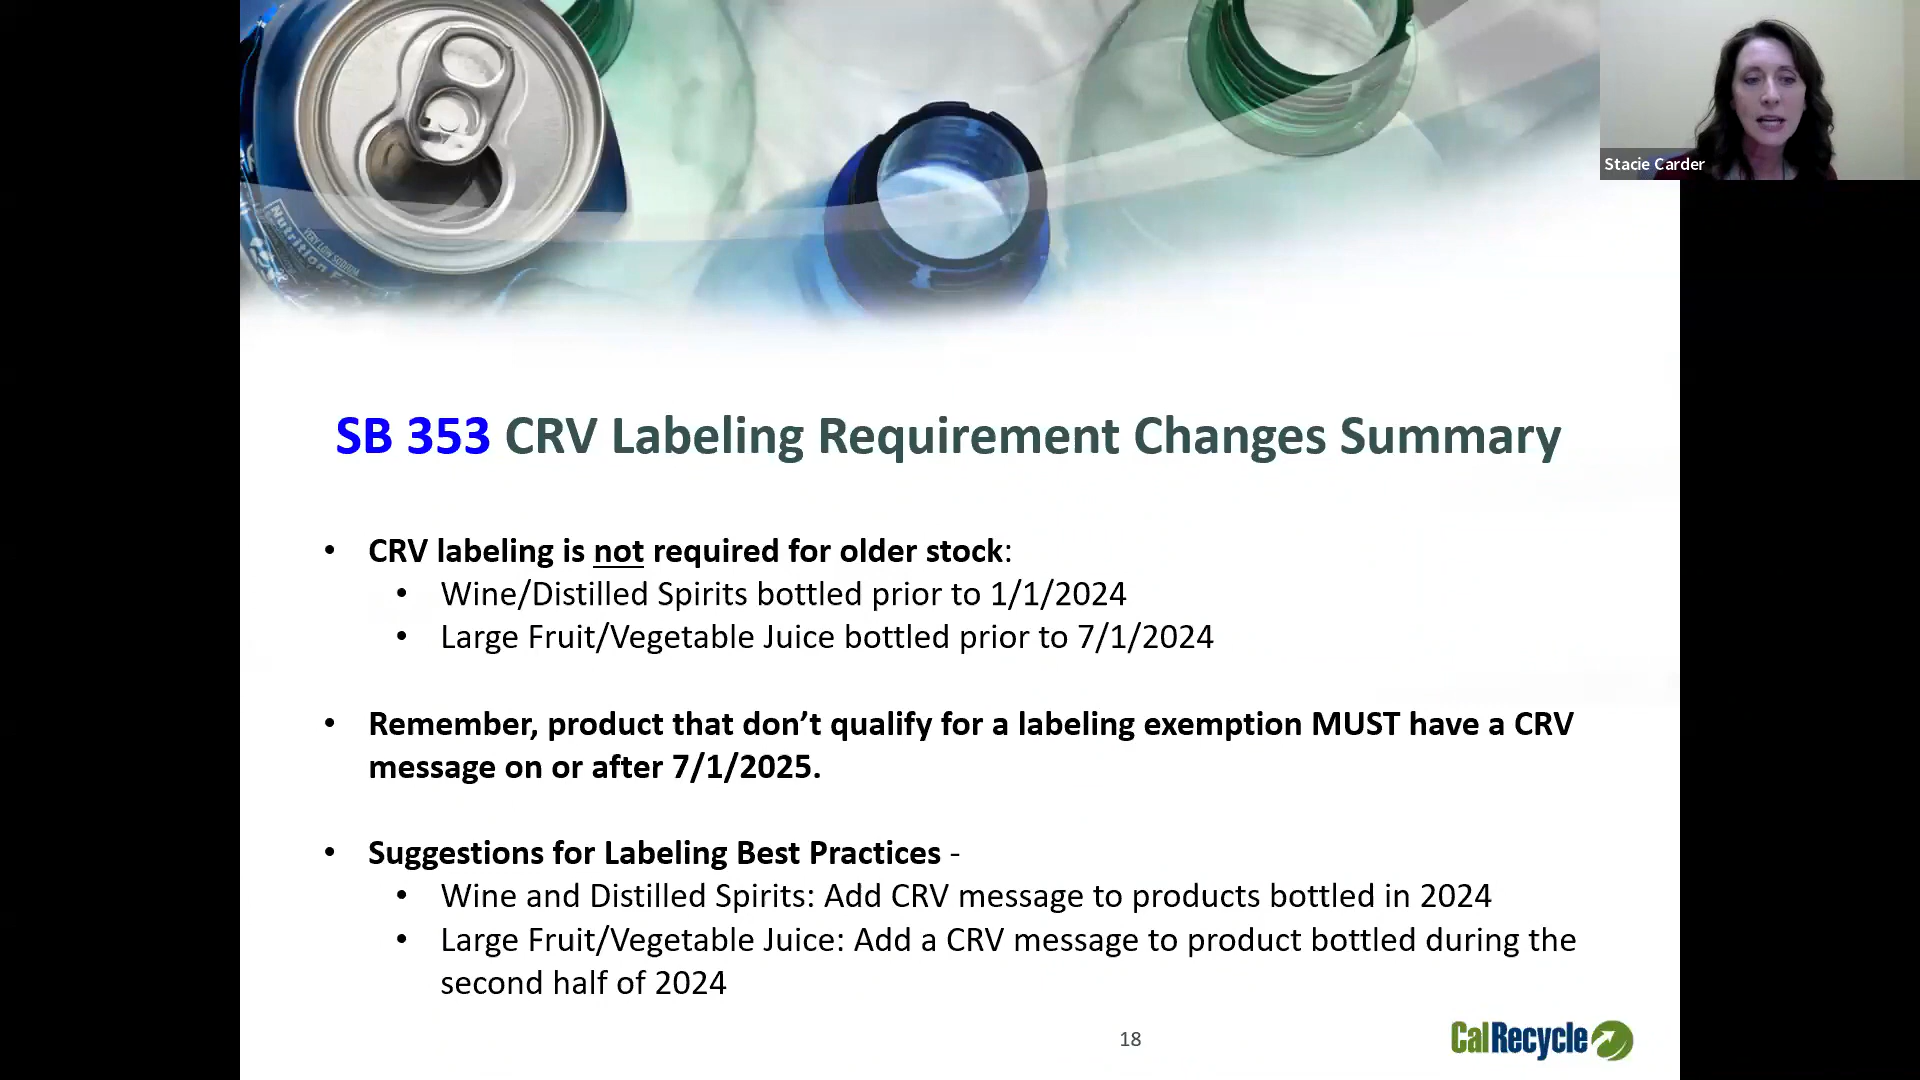 Nutrition
VERY LOW SODIUM
Stacie Carder
SB 353 CRV Labeling Requirement Changes Summary
• CRV labeling is not required for older stock:
• Wine/Distilled Spirits bottled prior to 1/1/2024
• Large Fruit/Vegetable Juice bottled prior to 7/1/2024
• Remember, product that don’t qualify for a labeling exemption MUST have a CRV
message on or after 7/1/2025.
• Suggestions for Labeling Best Practices -
• Wine and Distilled Spirits: Add CRV message to products bottled in 2024
• Large Fruit/Vegetable Juice: Add a CRV message to product bottled during the
second half of 2024
18
CalRecycle